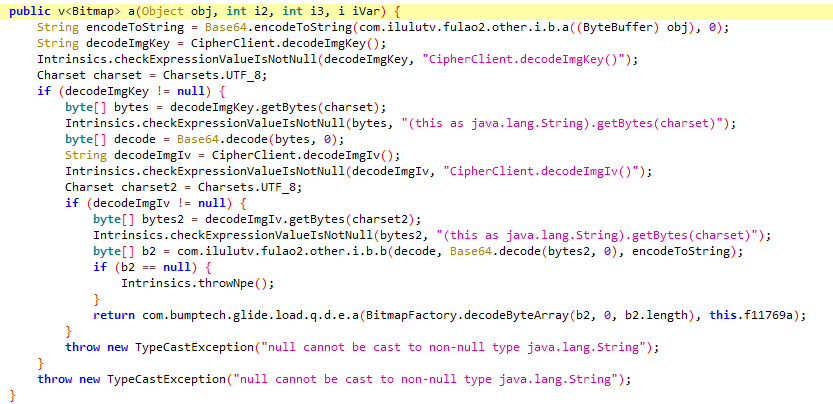 public v<Bitmap> a(Object obj, int i2, int i3, i iVar) {
String encodeToString = Base64.encodeToString(com.ilulutv.fulao2.other.i.b.a((ByteBuffer) obj), 0);
String decodeImgKey = CipherClient.decodeImgKey();
Intrinsics.checkExpressionValueIsNotNull(decodeImgKey, "CipherClient.decodeImgKey()");
Charset charset = Charsets.UTF_8;
if (decodeImgKey != null) {
byte[] bytes = decodeImgKey.getBytes(charset);
Intrinsics.checkExpressionValueIsNotNull(bytes, "(this as java.lang.String).getBytes(charset)");
byte[] decode = Base64.decode(bytes, 0);
String decodeImgIv = CipherClient.decodeImgIv();
Intrinsics.checkExpressionValueIsNotNull(decodeImgIv, "CipherClient.decodeImgIv()");
Charset charset2 = Charsets.UTF_8;
if (decodeImgIv != null) {
byte[] bytes2 = decodeImgIv.getBytes(charset2);
Intrinsics.checkExpressionValueIsNotNull(bytes2, "(this as java.lang.String).getBytes(charset)");
byte[] b2 = com.ilulutv.fulao2.other.i.b.b(decode, Base64.decode(bytes2, 0), encodeToString);
if (b2 == null) {
Intrinsics.throwNpe();
}
return com.bumptech.glide.load.q.d.e.a(BitmapFactory.decodeByteArray(b2, 0, b2.length), this.f11769a);
}
throw new TypeCastException("null cannot be cast to non-null type java.lang.String");
}
throw new TypeCastException("null cannot be cast to non-null type java.lang.String");
}